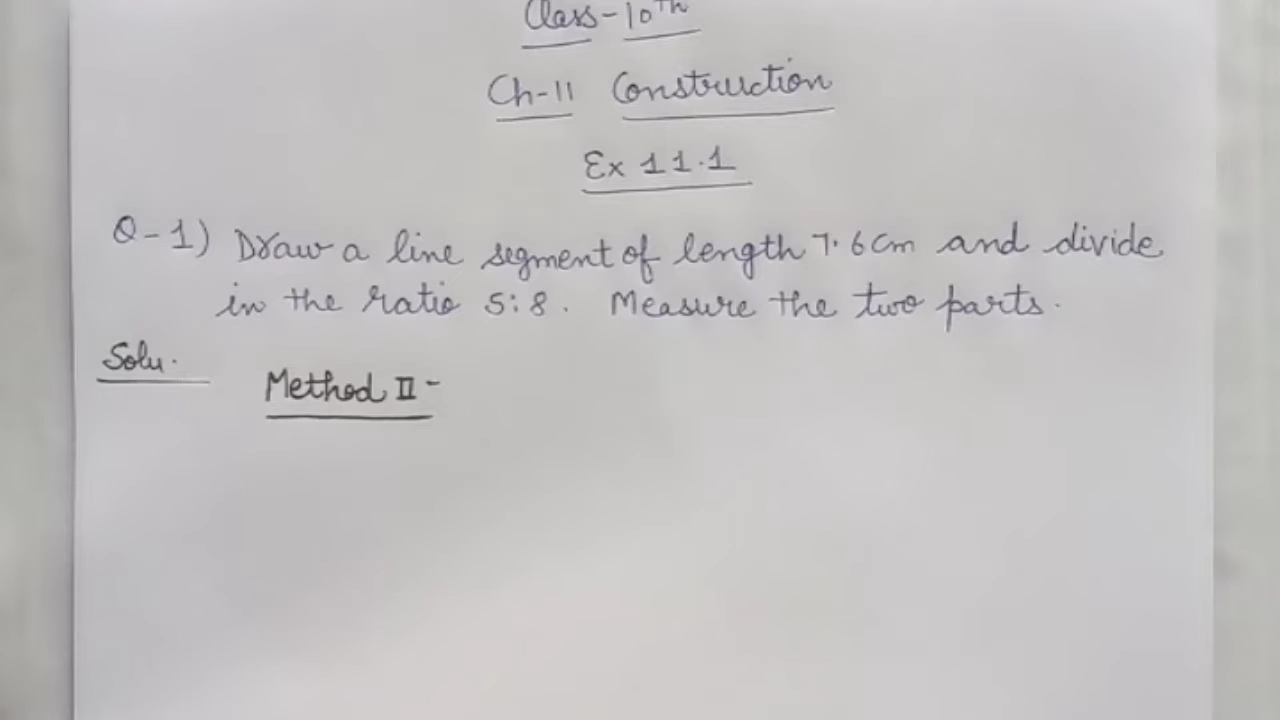 Class-10th
Ch-11 Construction
Ex 11.1
Q-1) Draw a line segment of length 7.6cm and divide
in the ratio 5:8. Measure the two parts.
Solu.
Method II-